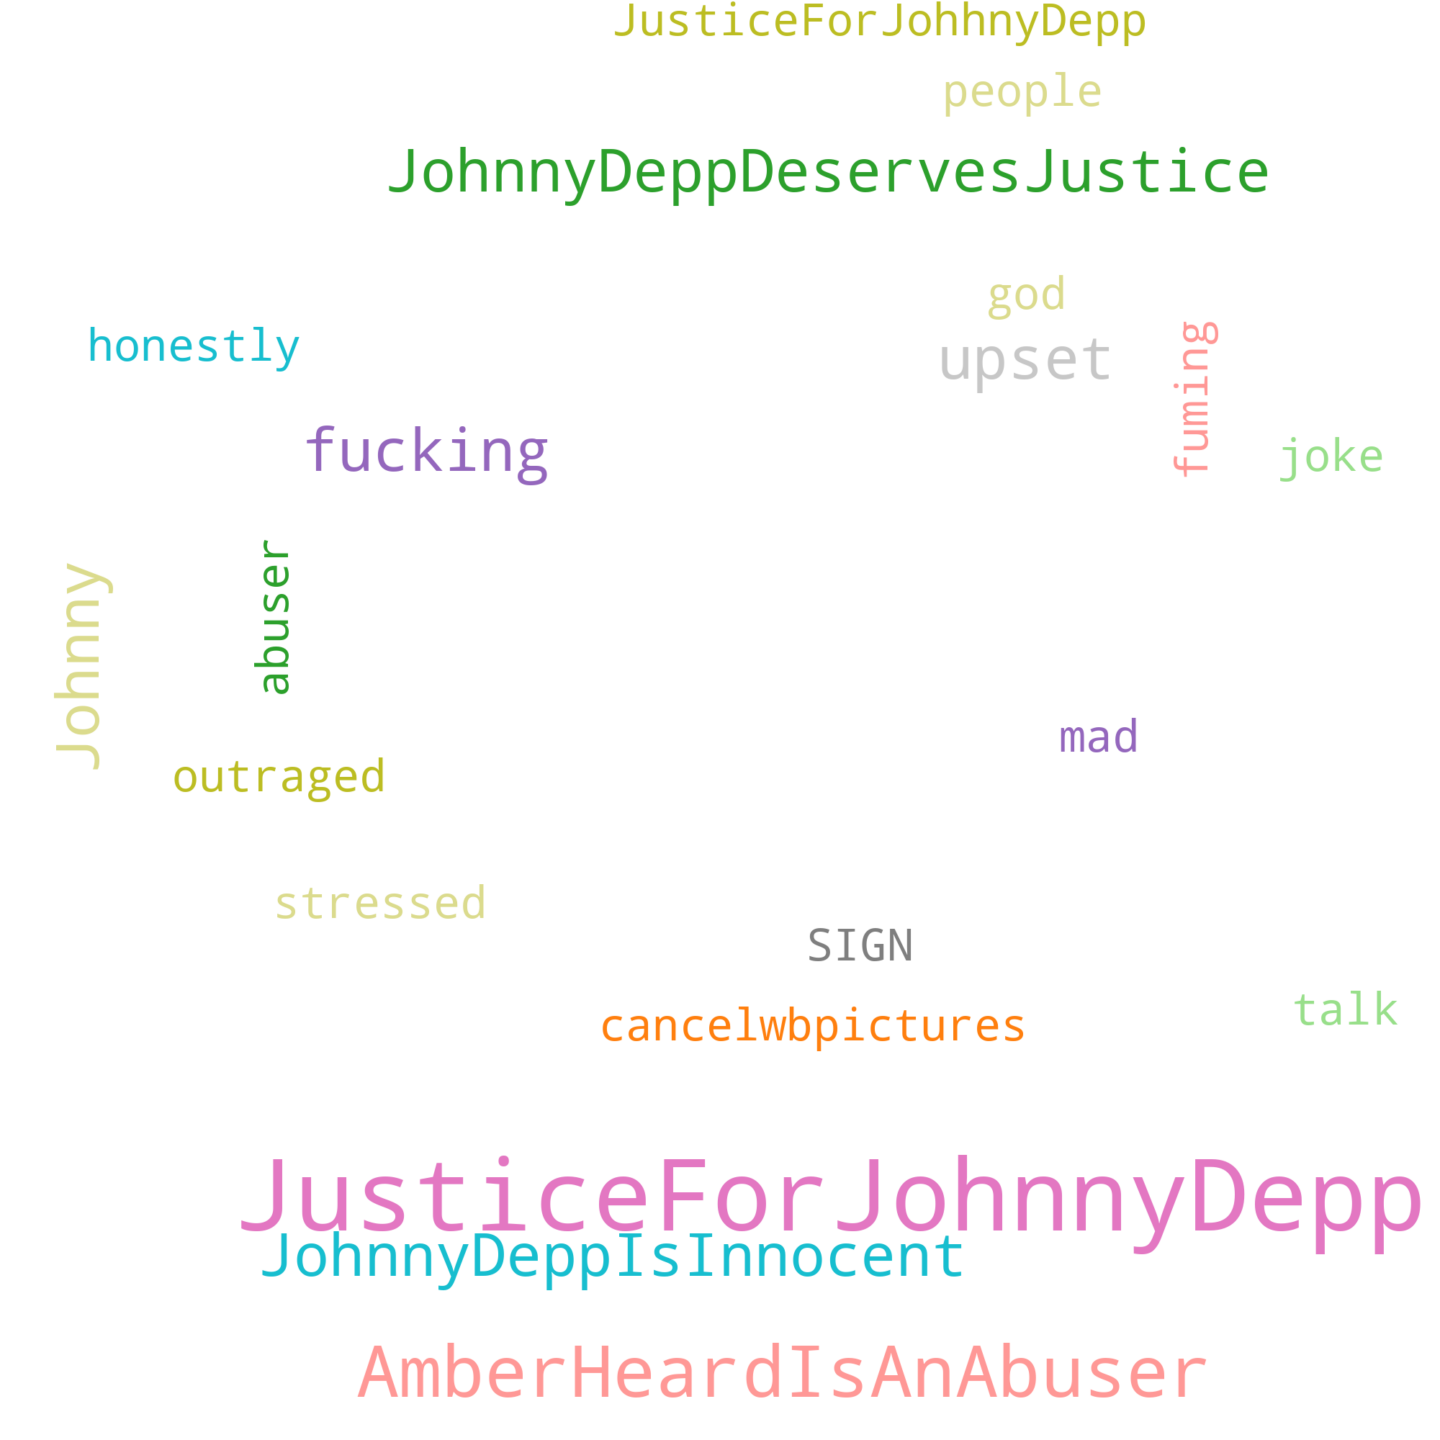 JusticeForJohhnyDepp
people
JohnnyDeppDeservesJustice
god
honestly
upset
fuming
fucking
joke
abuser
Johnny
mad
outraged
stressed
SIGN
talk
cancelwbpictures
JusticeForJohnnyDepp
JohnnyDeppIsInnocent
AmberHeardIsAnAbuser